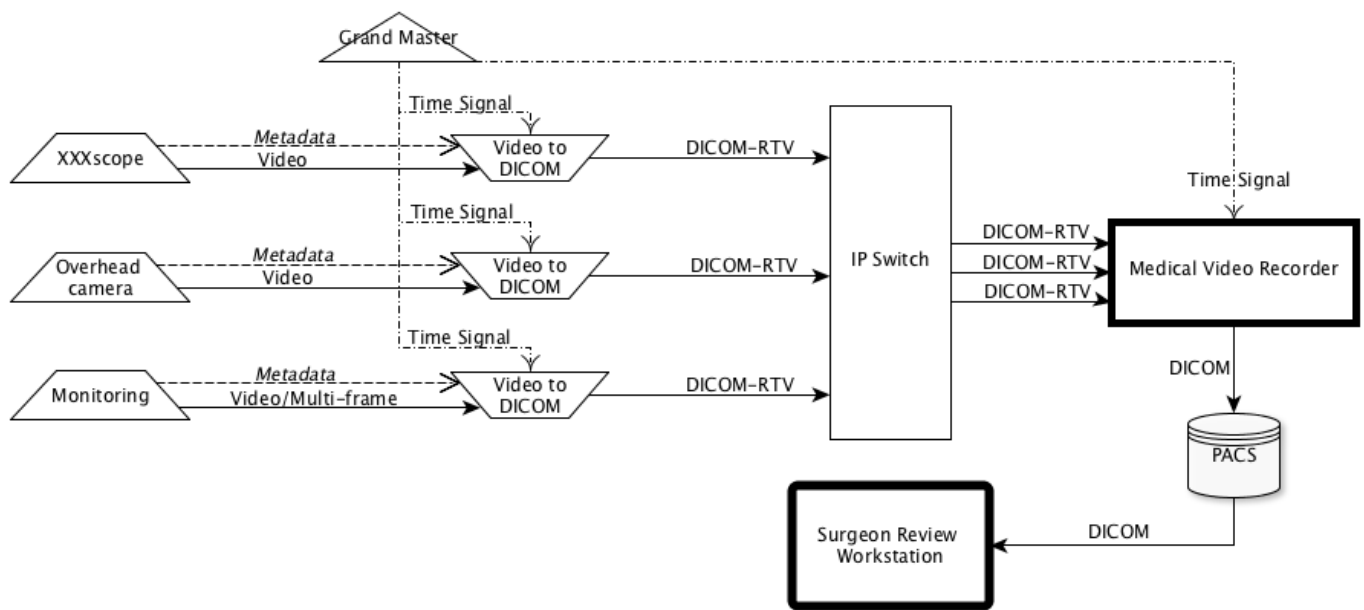 Grand Master
Time Signal
Metadata
Video
XXXscope
Video to
DICOM
DICOM-RTV
Time Signal
Time Signal
Metadata
Video
Overhead
camera
Video to
DICOM
DICOM-RTV
IP Switch
DICOM-RTV
DICOM-RTV
DICOM-RTV
Medical Video Recorder
Time Signal
Metadata
Video/Multi-frame
Monitoring
Video to
DICOM
DICOM-RTV
DICOM
PACS
DICOM
Surgeon Review
Workstation